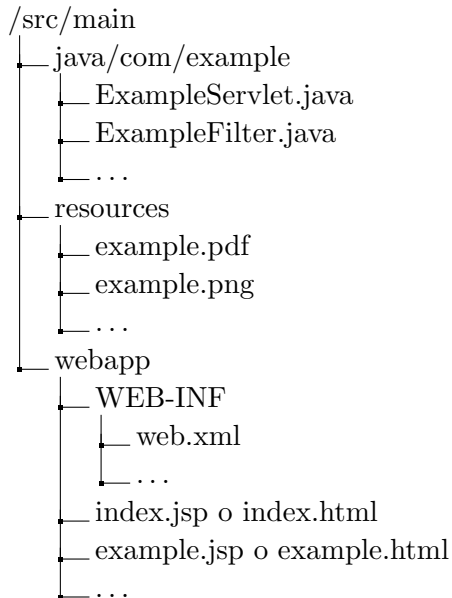 /src/main
java/com/example
ExampleServlet.java
ExampleFilter.java
...
resources
example.pdf
example.png
...
webapp
WEB-INF
web.xml
...
index.jsp o index.html
example.jsp o example.html
...